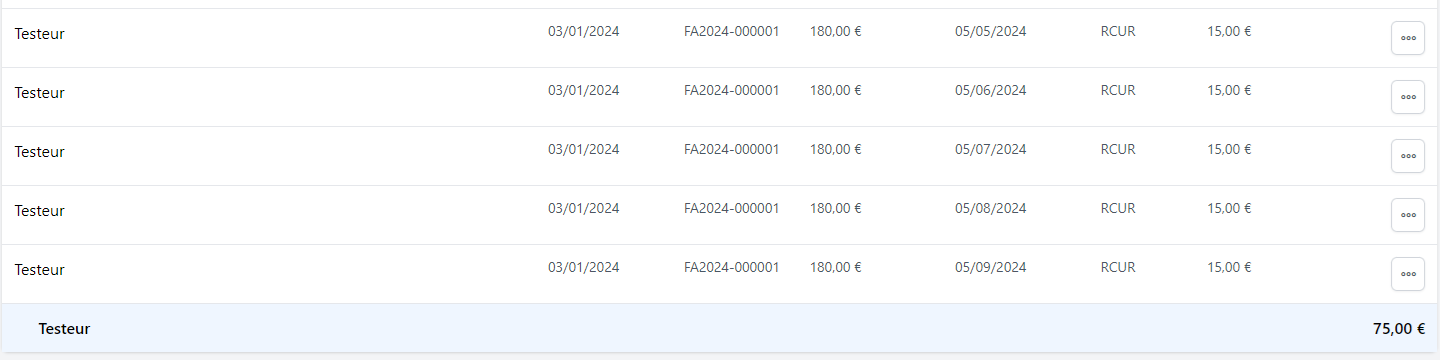 Testeur 03/01/2024 FA2024-000001 180,00 € 05/05/2024 RCUR 15,00 €
Testeur 03/01/2024 FA2024-000001 180,00 € 05/06/2024 RCUR 15,00 €
Testeur 03/01/2024 FA2024-000001 180,00 € 05/07/2024 RCUR 15,00 €
Testeur 03/01/2024 FA2024-000001 180,00 € 05/08/2024 RCUR 15,00 €
Testeur 03/01/2024 FA2024-000001 180,00 € 05/09/2024 RCUR 15,00 €
Testeur 75,00 €